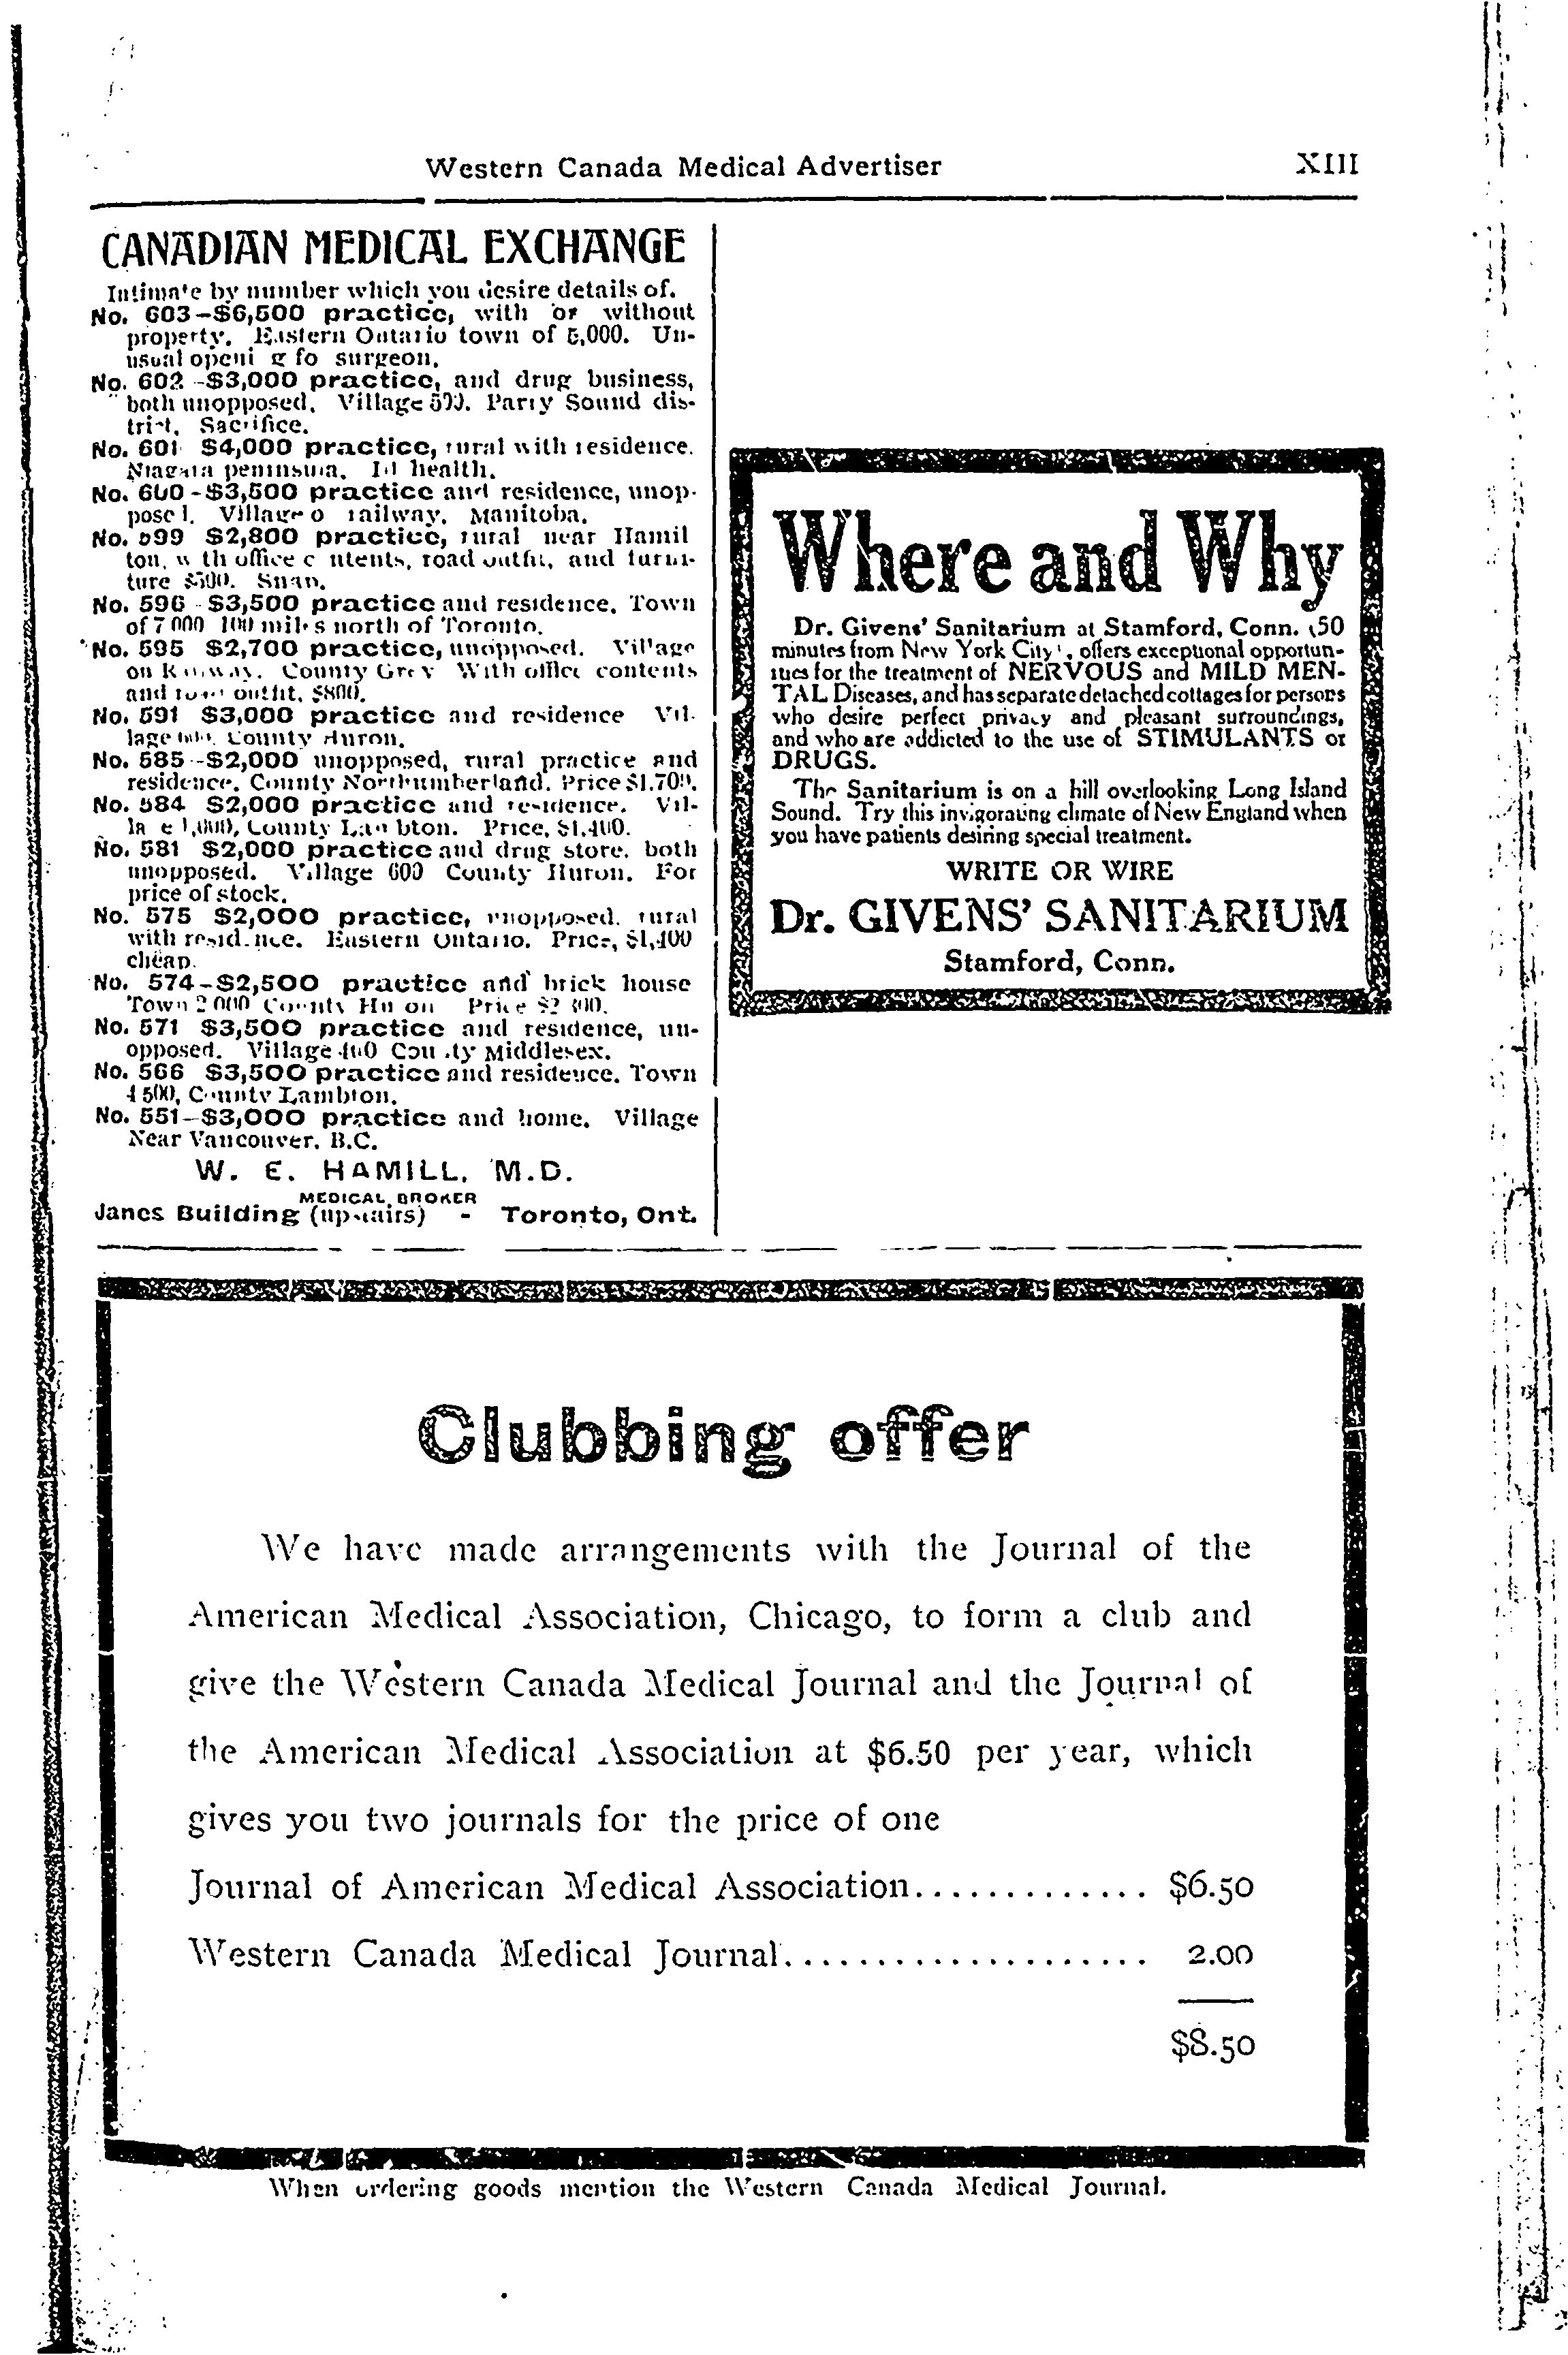 Western Canada Medical Advertiser XIII
CANADIAN MEDICAL EXCHANGE
Intimate by number which you desire details of.
No. 603-$6,500 practice, with or without
property. Eastern Ontario town of 5,000. Un-
usual opening for surgeon.
No. 602 -$3,000 practice, and drug business,
both unopposed. Village 500. Parry Sound dis-
trict. Sacrifice.
No. 601 $4,000 practice, rural with residence.
Niagara peninsula. Ill health.
No. 600-$3,500 practice and residence, unop-
posed. Village on railway. Manitoba.
No. 599 $2,800 practice, rural near Hamil
ton, with office contents, road outfit, and furni-
ture $500. Snap.
No. 596 - $3,500 practice and residence. Town
of 7 000 100 miles north of Toronto.
No. 595 $2,700 practice, unopposed. Village
on Railway. County Grey With office contents
and outfit, $800.
No. 591 $3,000 practice and residence Vil-
lage County Huron.
No. 585--$2,000 unopposed, rural practice and
residence. County Northumberland. Price $1,700.
No. 584 $2,000 practice and residence. Vil-
lage 1,000, County Lambton. Price, $1,400.
No. 581 $2,000 practice and drug store. both
unopposed. Village 600 County Huron. For
price of stock.
No. 575 $2,000 practice, unopposed. rural
with residence. Eastern Ontario. Price, $1,400
cheap.
No. 574-$2,500 practice and brick house
Town 2 000 County Huron Price
No. 571 $3,500 practice and residence, un-
opposed. Village 400 County Middlesex.
No. 566 $3,500 practice and residence. Town
4 500, County Lambton.
No. 551-$3,000 practice and home. Village
Near Vancouver. B.C.
W. E. HAMILL, M.D.
MEDICAL BROKER
Janes Building (upstairs) - Toronto, Ont.
Where and Why
Dr. Givens' Sanitarium at Stamford, Conn. (50
minutes from New York City), offers exceptional opportun-
ities for the treatment of NERVOUS and MILD MEN-
TAL Diseases, and has separate detached cottages for persons
who desire perfect privacy and pleasant surroundings,
and who are addicted to the use of STIMULANTS or
DRUGS.
The Sanitarium is on a hill overlooking Long Island
Sound. Try this invigorating climate of New England when
you have patients desiring special treatment.
WRITE OR WIRE
Dr. GIVENS' SANITARIUM
Stamford, Conn.
Clubbing offer
We have made arrangements with the Journal of the
American Medical Association, Chicago, to form a club and
give the Western Canada Medical Journal and the Journal of
the American Medical Association at $6.50 per year, which
gives you two journals for the price of one
Journal of American Medical Association............. $6.50
Western Canada Medical Journal.................... 2.00
$8.50
When ordering goods mention the Western Canada Medical Journal.